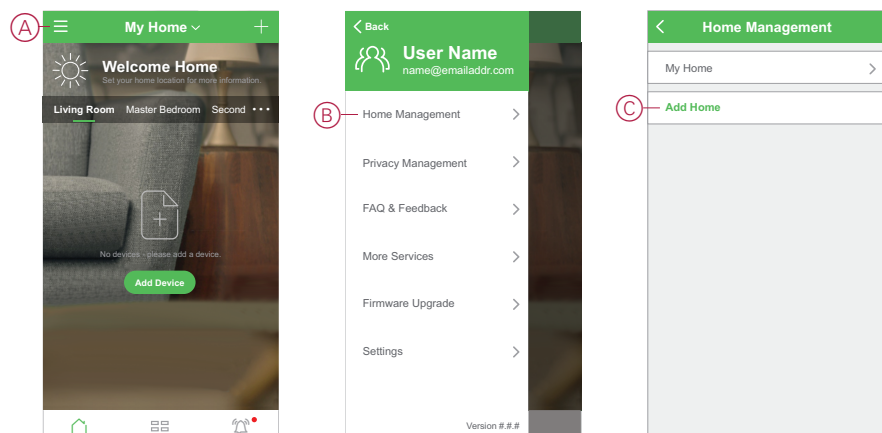 A
My Home
Welcome Home
Set your home location for more information.
Living Room Master Bedroom Second •••
No devices - please add a device.
Add Device
Back
User Name
name@emailaddr.com
B
Home Management
Privacy Management
FAQ & Feedback
More Services
Firmware Upgrade
Settings
Version #.#.#
Home Management
My Home
C
Add Home